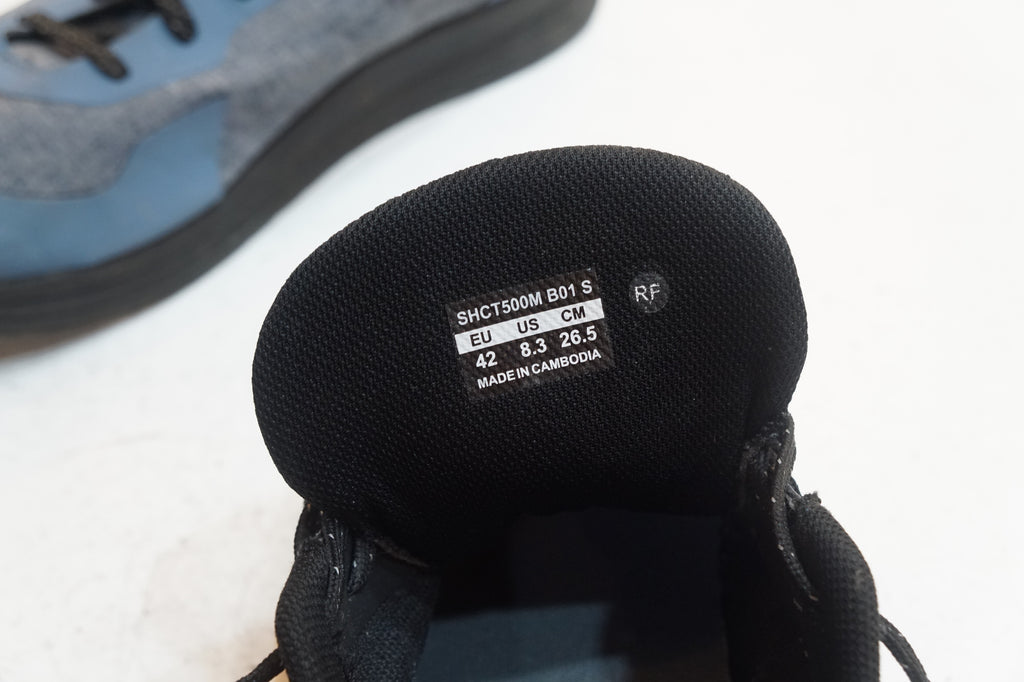 SHCT500M B01 S
EU US CM
42 8.3 26.5
MADE IN CAMBODIA
RF